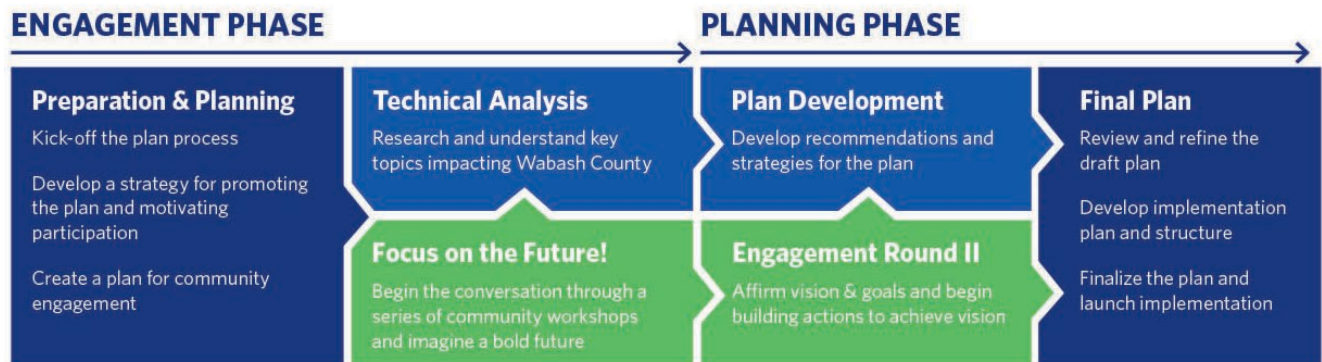 ENGAGEMENT PHASE
PLANNING PHASE
Preparation & Planning
Kick-off the plan process
Develop a strategy for promoting
the plan and motivating
participation
Create a plan for community
engagement
Technical Analysis
Research and understand key
topics impacting Wabash County
Focus on the Future!
Begin the conversation through a
series of community workshops
and imagine a bold future
Plan Development
Develop recommendations and
strategies for the plan
Engagement Round II
Affirm vision & goals and begin
building actions to achieve vision
Final Plan
Review and refine the
draft plan
Develop implementation
plan and structure
Finalize the plan and
launch implementation